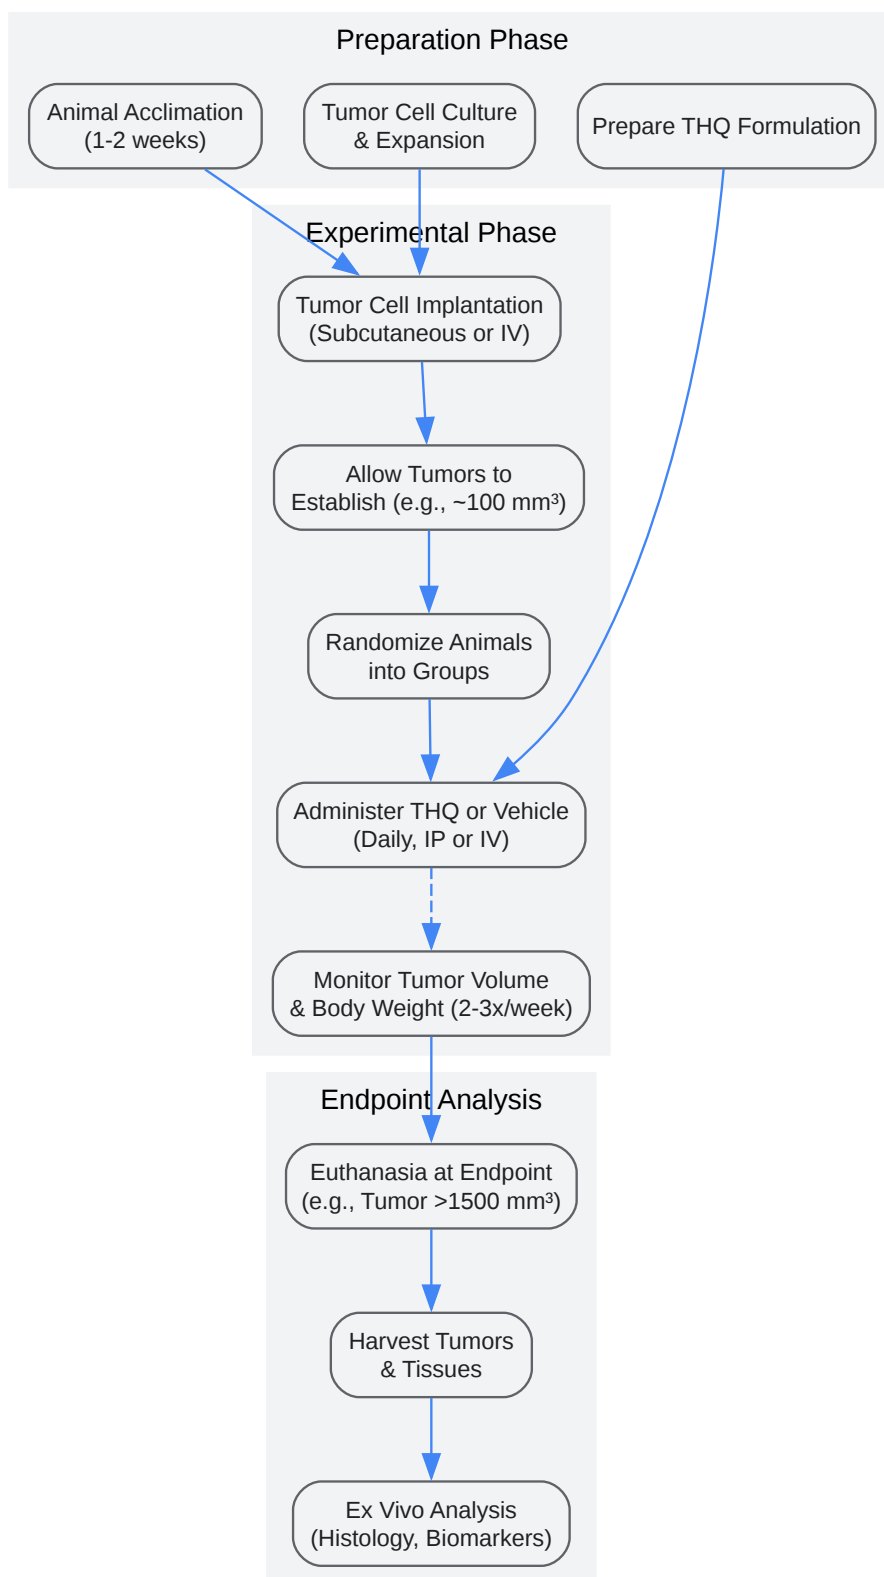 Preparation Phase
Animal Acclimation
(1-2 weeks)
Tumor Cell Culture
& Expansion
Prepare THQ Formulation
Experimental Phase
Tumor Cell Implantation
(Subcutaneous or IV)
Allow Tumors to
Establish (e.g., ~100 mm³)
Randomize Animals
into Groups
Administer THQ or Vehicle
(Daily, IP or IV)
Monitor Tumor Volume
& Body Weight (2-3x/week)
Endpoint Analysis
Euthanasia at Endpoint
(e.g., Tumor >1500 mm³)
Harvest Tumors
& Tissues
Ex Vivo Analysis
(Histology, Biomarkers)